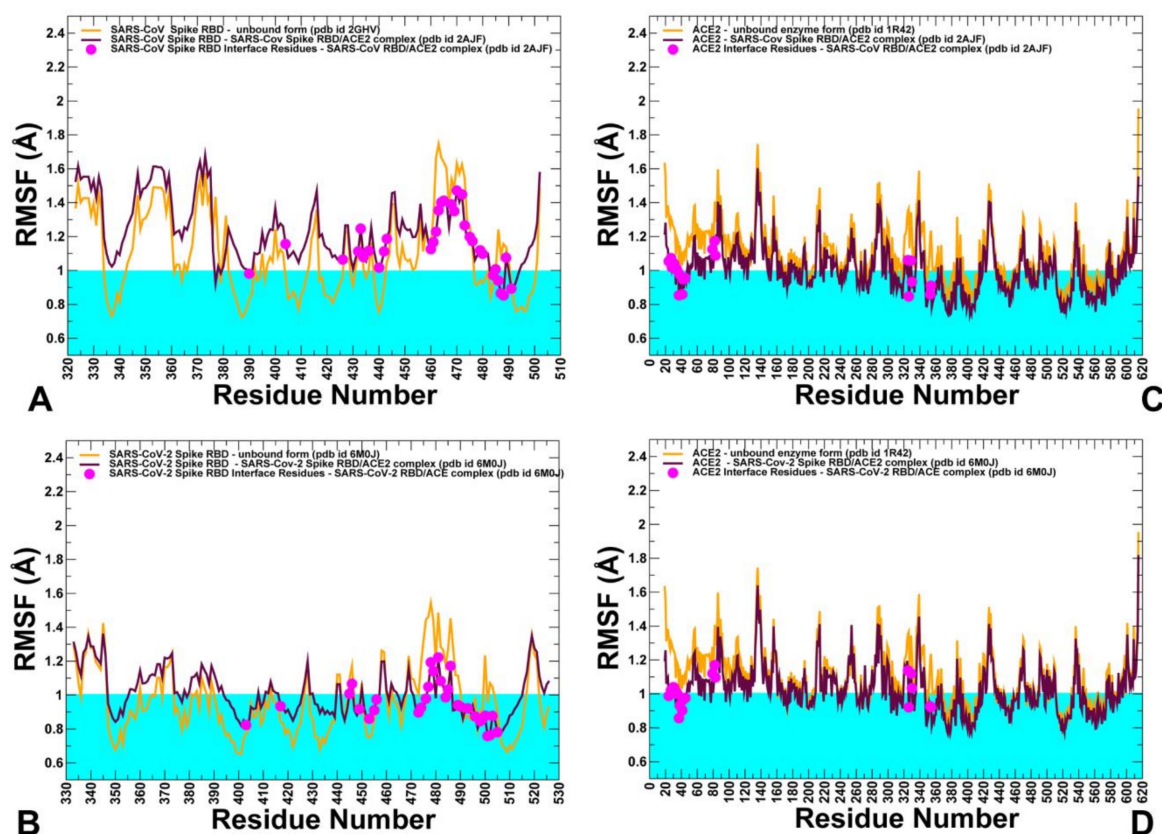 SARS-CoV Spike RBD - unbound form (pdb id 2GHV)
SARS-CoV Spike RBD - SARS-CoV Spike RBD/ACE2 complex (pdb id 2AJF)
SARS-CoV Spike RBD Interface Residues - SARS-CoV RBD/ACE2 complex (pdb id 2AJF)
2.4
2.2
2
1.8
1.6
1.4
1.2
1
0.8
0.6
RMSF (Å)
320 330 340 350 360 370 380 390 400 410 420 430 440 450 460 470 480 490 500 510
Residue Number
A
ACE2 - unbound enzyme form (pdb id 1R42)
ACE2 - SARS-Cov Spike RBD/ACE2 complex (pdb id 2AJF)
ACE2 Interface Residues - SARS-CoV RBD/ACE2 complex (pdb id 2AJF)
2.4
2.2
2
1.8
1.6
1.4
1.2
1
0.8
0.6
RMSF (Å)
0 20 40 60 80 100 120 140 160 180 200 220 240 260 280 300 320 340 360 380 400 420 440 460 480 500 520 540 560 580 600 620
Residue Number
C
SARS-CoV-2 Spike RBD - unbound form (pdb id 6M0J)
SARS-CoV-2 Spike RBD - SARS-Cov-2 Spike RBD/ACE2 complex (pdb id 6M0J)
SARS-CoV-2 Spike RBD Interface Residues - SARS-CoV-2 RBD/ACE complex (pdb id 6M0J)
2.4
2.2
2
1.8
1.6
1.4
1.2
1
0.8
0.6
RMSF (Å)
330 340 350 360 370 380 390 400 410 420 430 440 450 460 470 480 490 500 510 520 530
Residue Number
B
ACE2 - unbound enzyme form (pdb id 1R42)
ACE2 - SARS-Cov-2 Spike RBD/ACE2 complex (pdb id 6M0J)
ACE2 Interface Residues - SARS-CoV-2 RBD/ACE complex (pdb id 6M0J)
2.4
2.2
2
1.8
1.6
1.4
1.2
1
0.8
0.6
RMSF (Å)
0 20 40 60 80 100 120 140 160 180 200 220 240 260 280 300 320 340 360 380 400 420 440 460 480 500 520 540 560 580 600 620
Residue Number
D